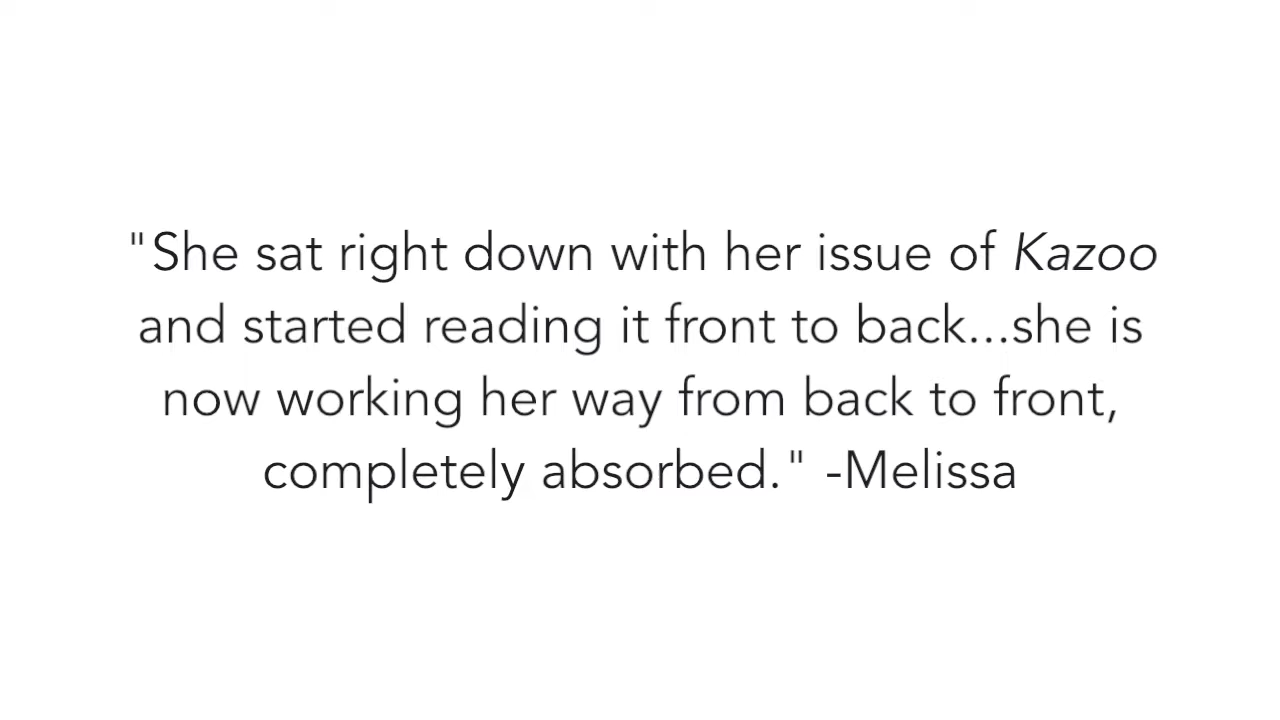 "She sat right down with her issue of Kazoo
and started reading it front to back...she is
now working her way from back to front,
completely absorbed." -Melissa